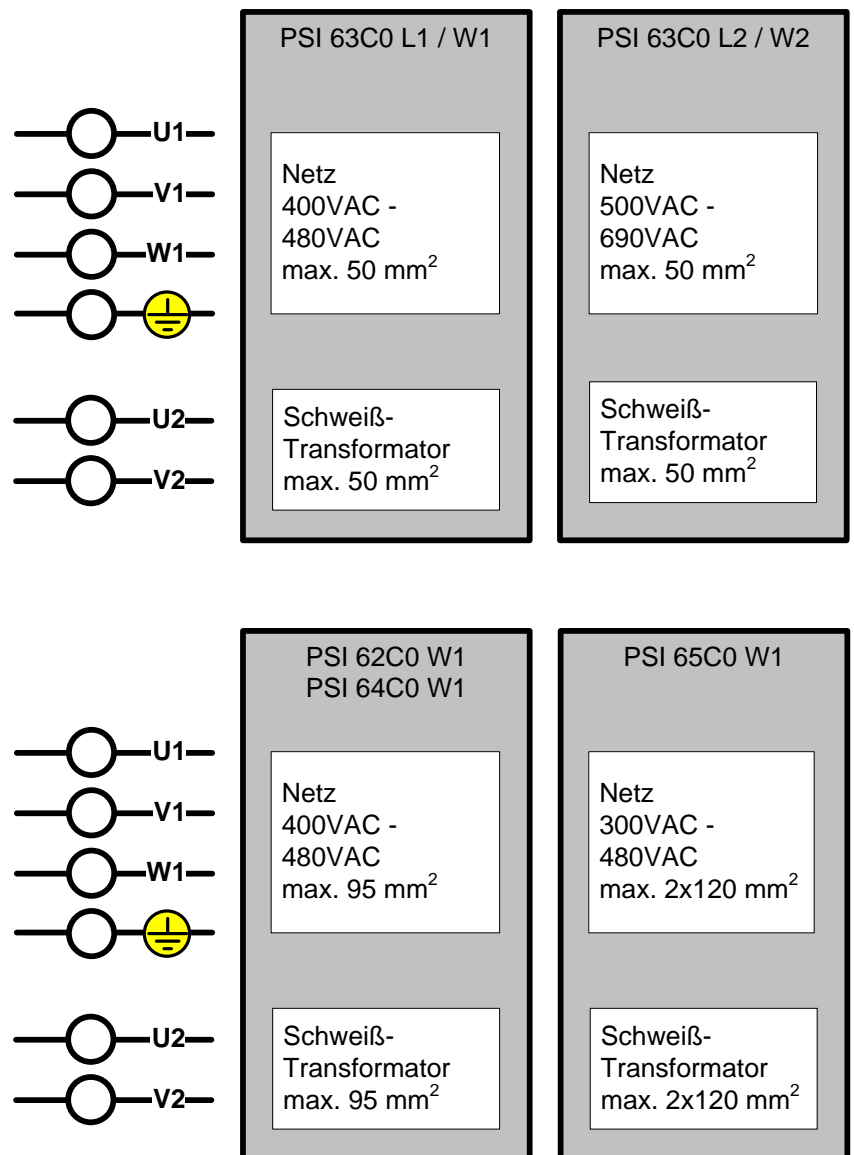 PSI 63C0 L1 / W1
U1
V1
W1
U2
V2
Netz
400VAC -
480VAC
max. 50 mm²
Schweiß-
Transformator
max. 50 mm²
PSI 63C0 L2 / W2
Netz
500VAC -
690VAC
max. 50 mm²
Schweiß-
Transformator
max. 50 mm²
PSI 62C0 W1
PSI 64C0 W1
U1
V1
W1
U2
V2
Netz
400VAC -
480VAC
max. 95 mm²
Schweiß-
Transformator
max. 95 mm²
PSI 65C0 W1
Netz
300VAC -
480VAC
max. 2x120 mm²
Schweiß-
Transformator
max. 2x120 mm²